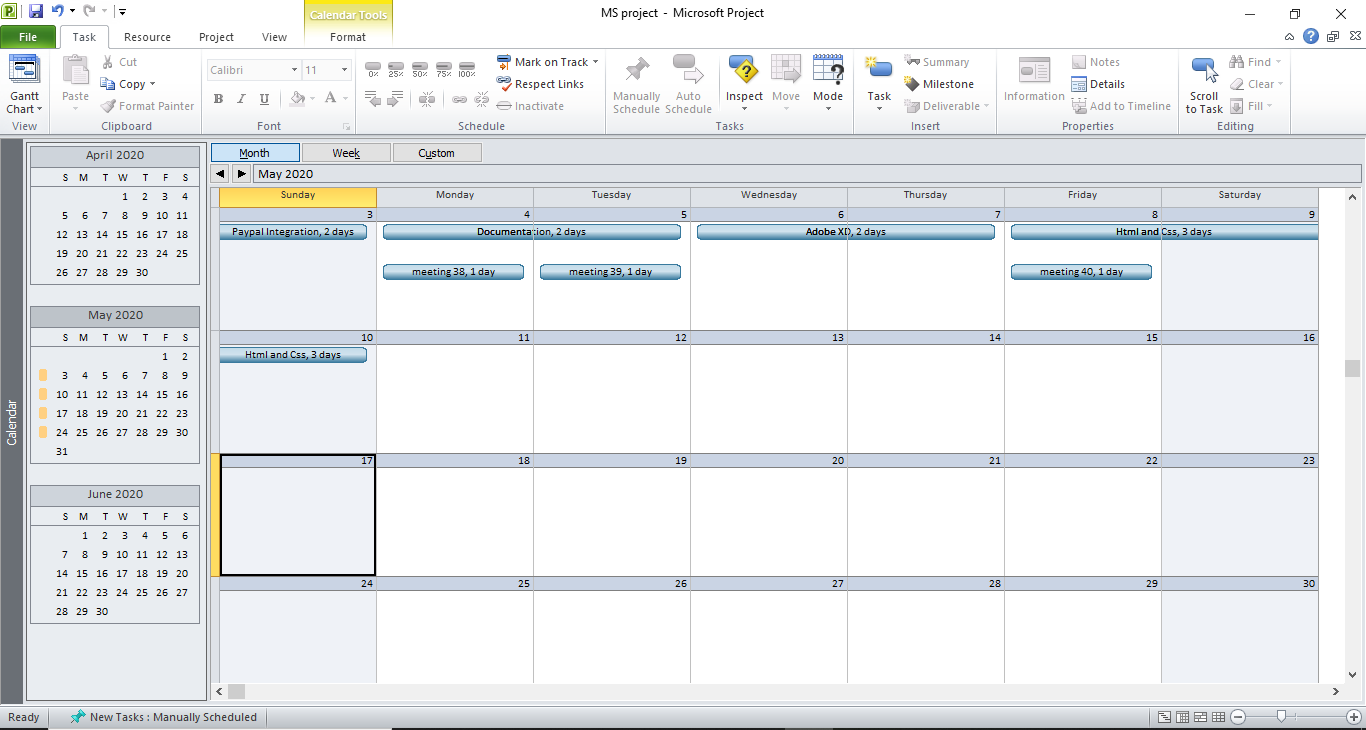 MS project - Microsoft Project
Calendar Tools
File Task Resource Project View Format
Gantt Chart
View
Paste
Cut
Copy
Format Painter
Clipboard
Calibri 11
B I U A
Font
0% 25% 50% 75% 100%
Mark on Track
Respect Links
Inactivate
Schedule
Manually Schedule
Auto Schedule
Inspect
Move
Mode
Tasks
Task
Summary
Milestone
Deliverable
Insert
Information
Notes
Details
Add to Timeline
Properties
Scroll to Task
Find
Clear
Fill
Editing
Calendar
April 2020
S M T W T F S
1 2 3 4
5 6 7 8 9 10 11
12 13 14 15 16 17 18
19 20 21 22 23 24 25
26 27 28 29 30
May 2020
S M T W T F S
1 2
3 4 5 6 7 8 9
10 11 12 13 14 15 16
17 18 19 20 21 22 23
24 25 26 27 28 29 30
31
June 2020
S M T W T F S
1 2 3 4 5 6
7 8 9 10 11 12 13
14 15 16 17 18 19 20
21 22 23 24 25 26 27
28 29 30
Month Week Custom
May 2020
Sunday Monday Tuesday Wednesday Thursday Friday Saturday
3 4 5 6 7 8 9
Paypal Integration, 2 days Documentation, 2 days Adobe XD, 2 days Html and Css, 3 days
meeting 38, 1 day meeting 39, 1 day meeting 40, 1 day
10 11 12 13 14 15 16
Html and Css, 3 days
17 18 19 20 21 22 23
24 25 26 27 28 29 30
Ready New Tasks : Manually Scheduled